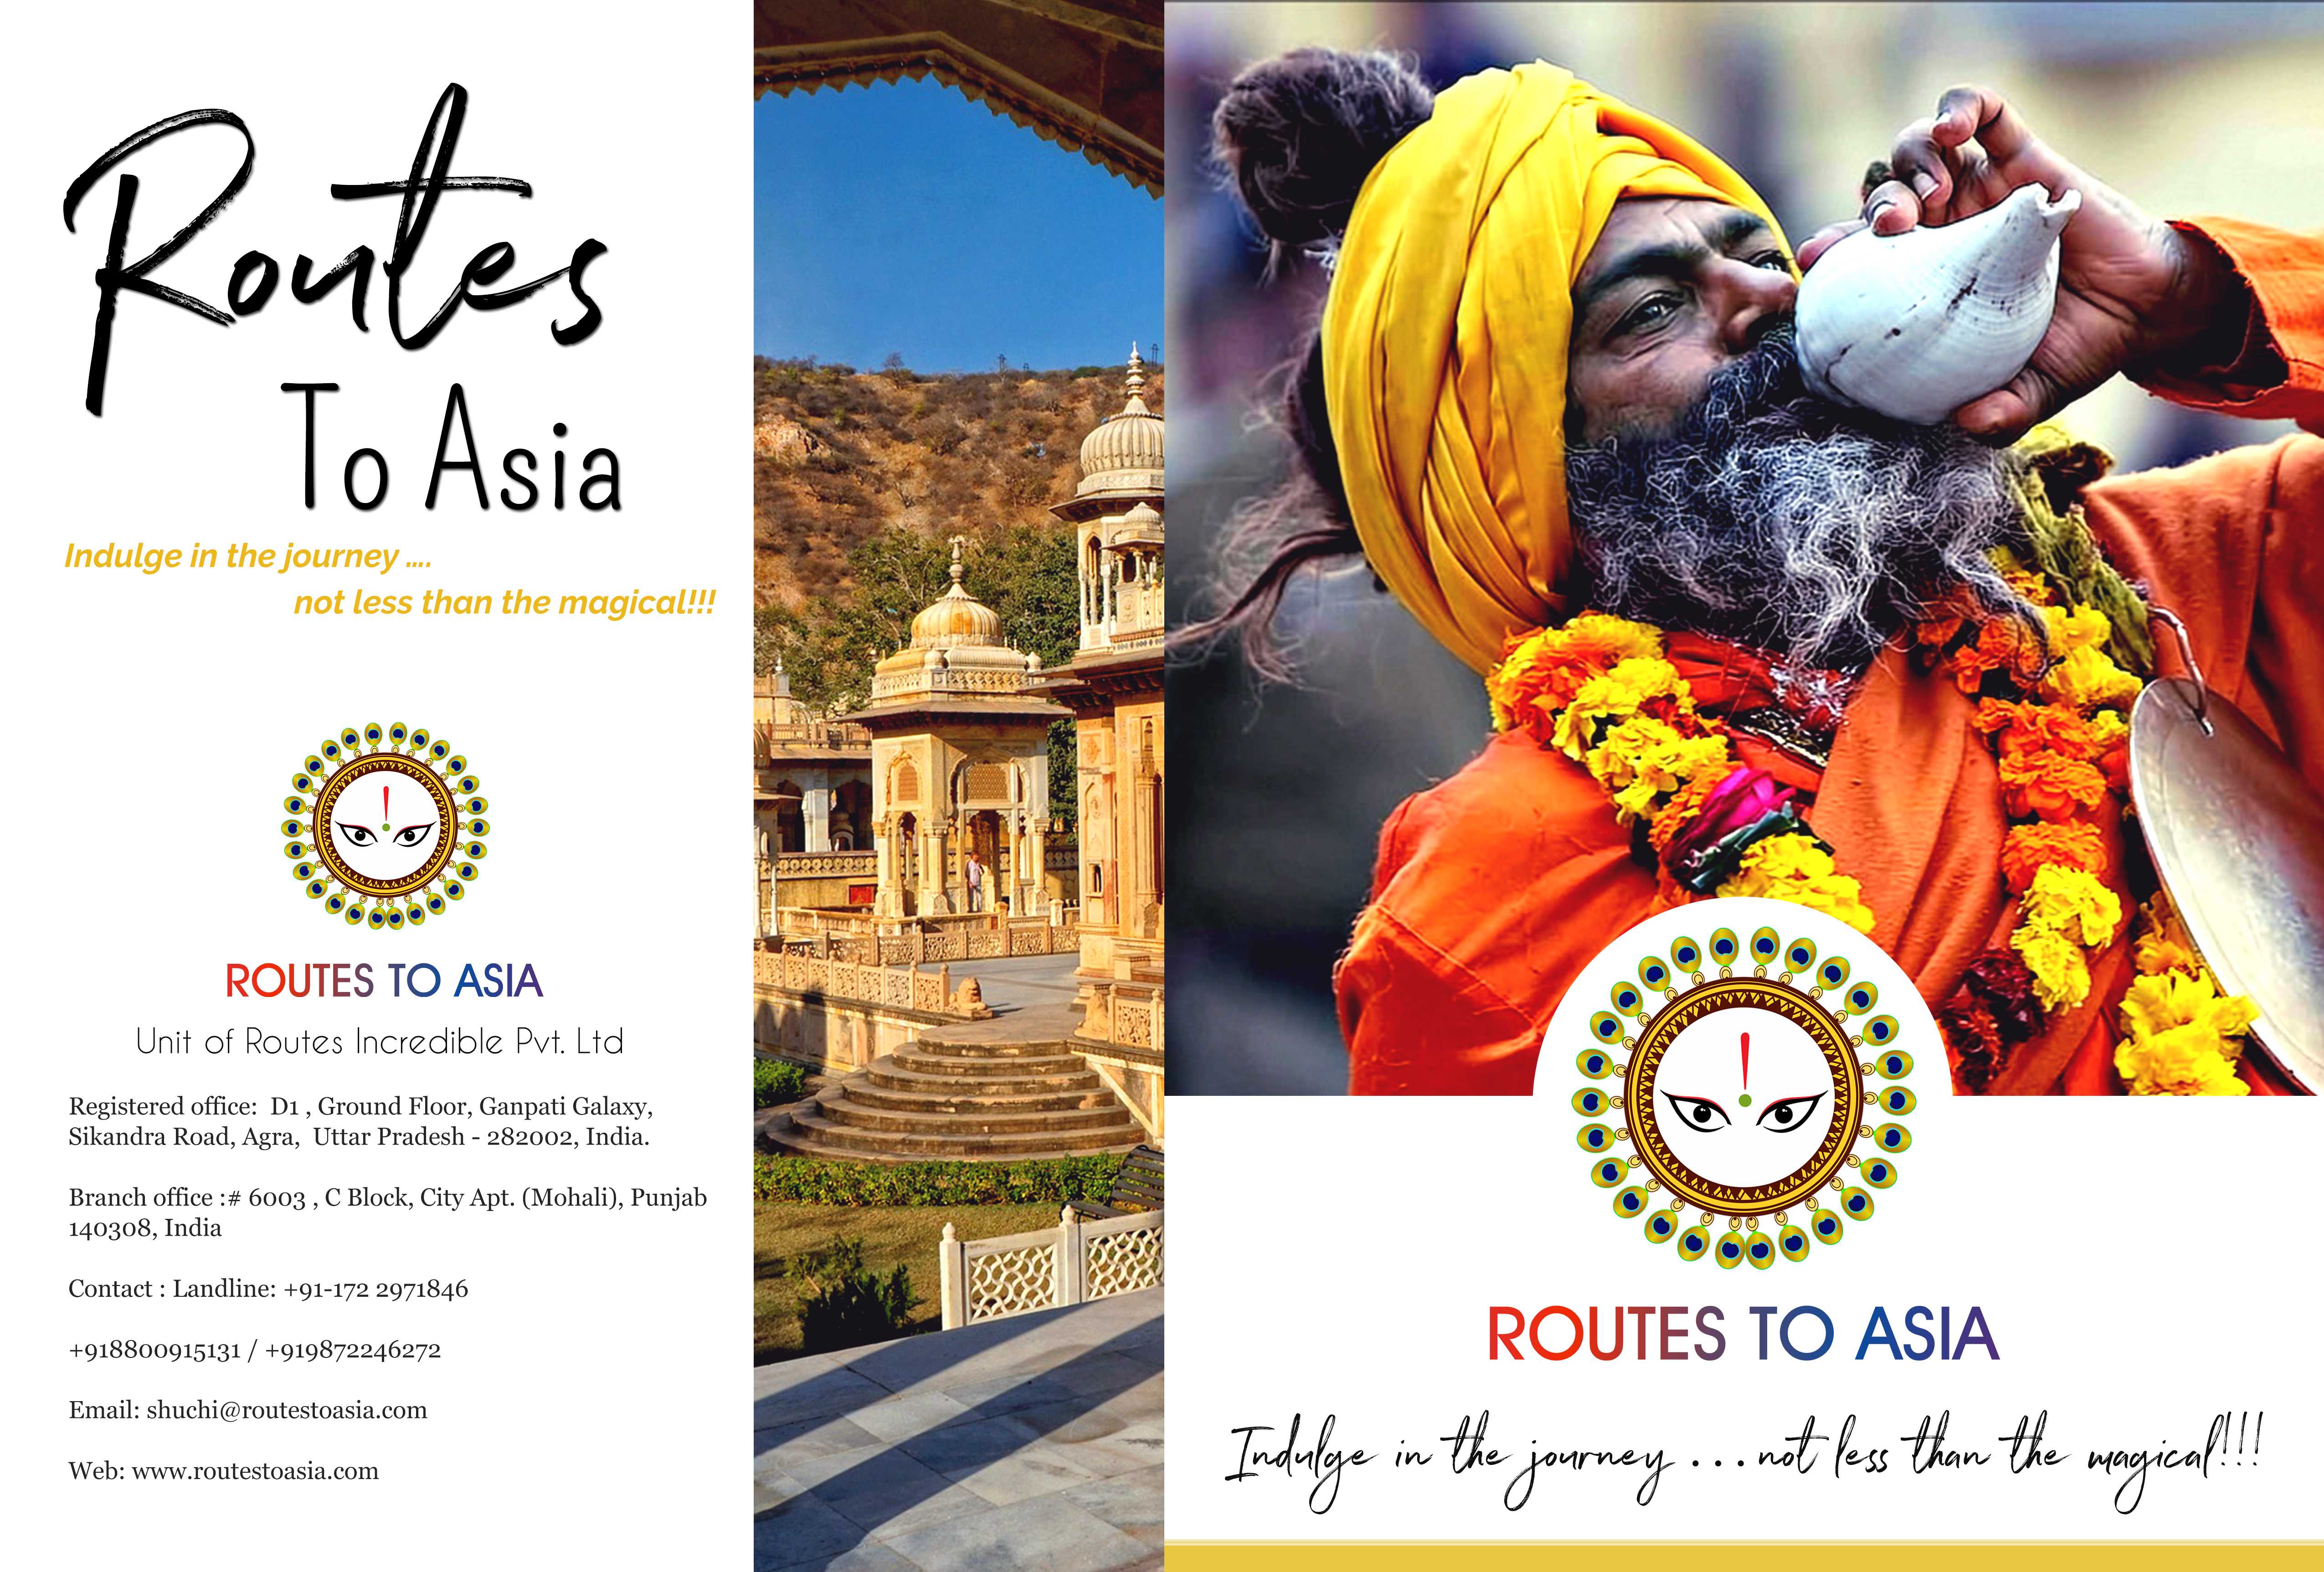 Routes
To Asia
Indulge in the journey ....
not less than the magical!!!
ROUTES TO ASIA
Unit of Routes Incredible Pvt. Ltd
Registered office:  D1 , Ground Floor, Ganpati Galaxy,
Sikandra Road, Agra,  Uttar Pradesh - 282002, India.
Branch office :# 6003 , C Block, City Apt. (Mohali), Punjab
140308, India
Contact : Landline: +91-172 2971846
+918800915131 / +919872246272
Email: shuchi@routestoasia.com
Web: www.routestoasia.com
ROUTES TO ASIA
Indulge in the journey ... not less than the magical!!!